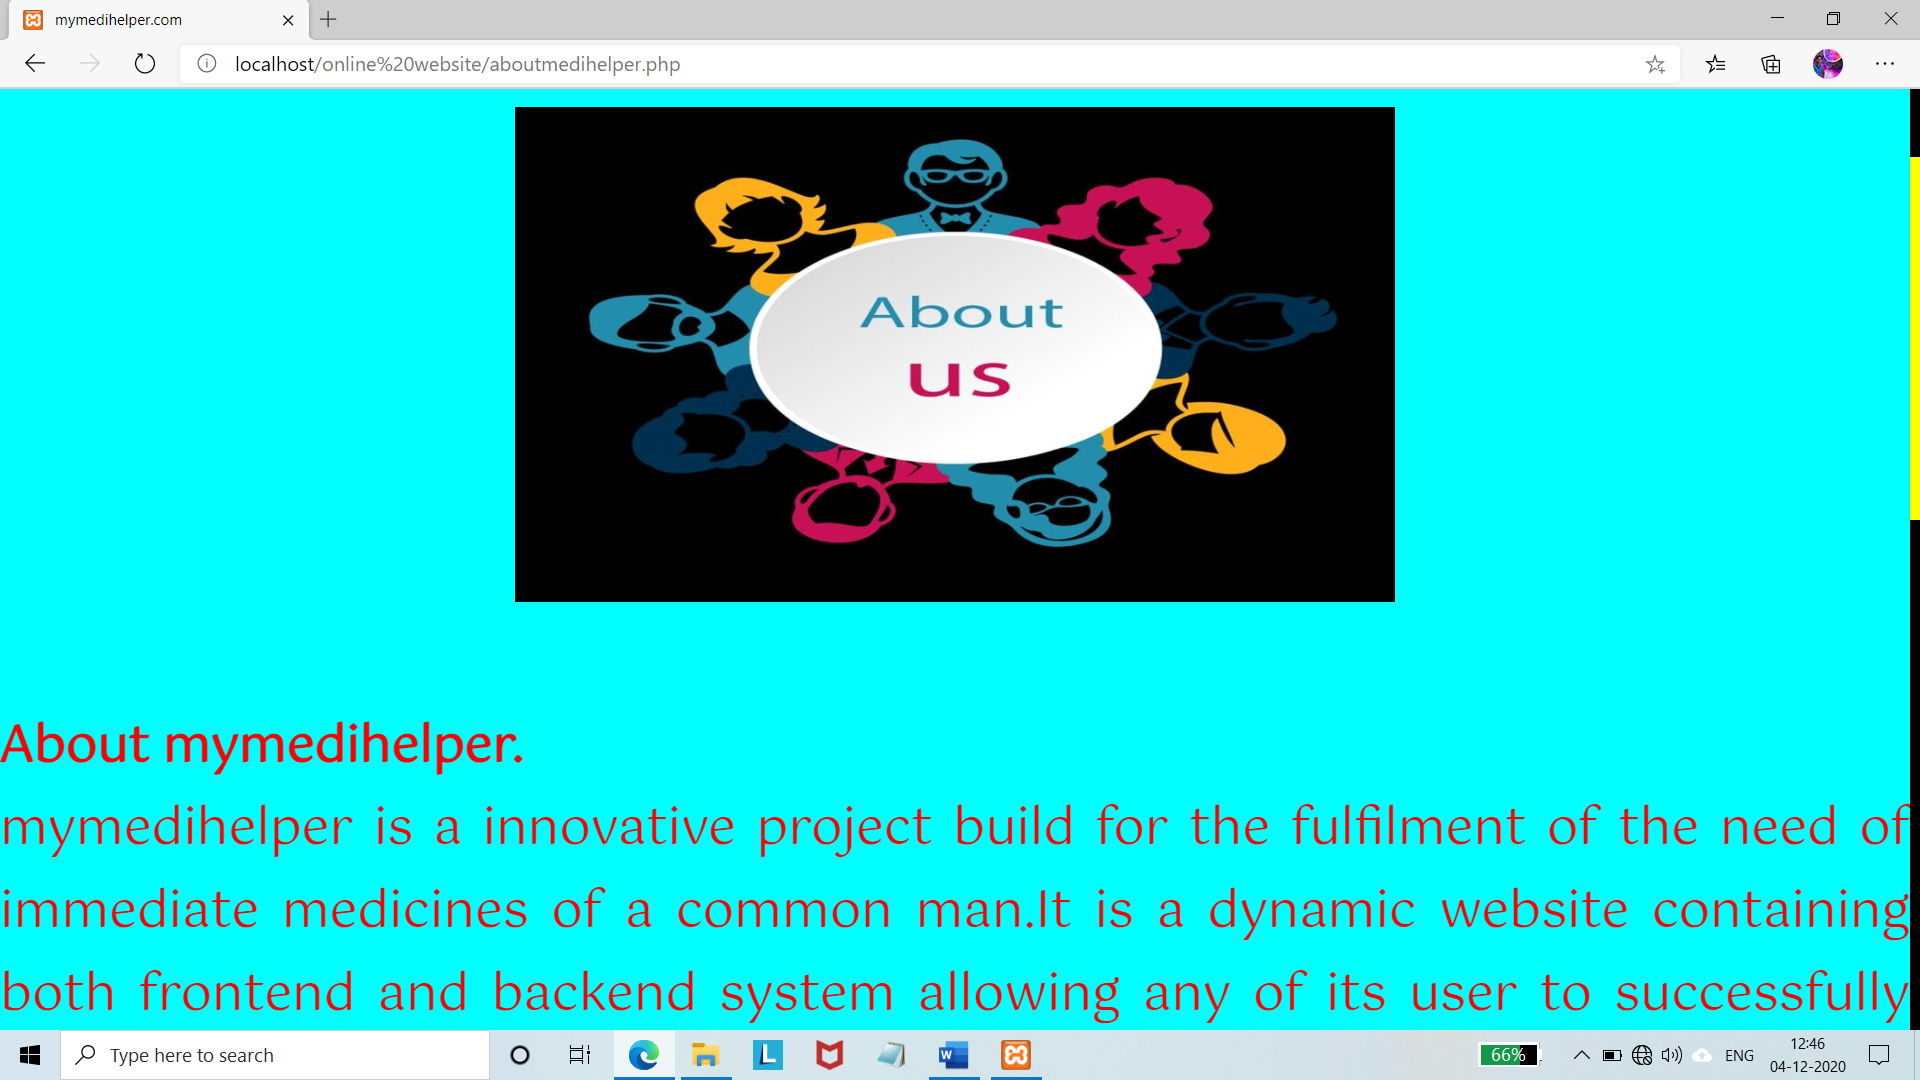 mymedihelper.com
localhost/online%20website/aboutmedihelper.php
About
us
About mymedihelper.
mymedihelper is a innovative project build for the fulfilment of the need of
immediate medicines of a common man.It is a dynamic website containing
both frontend and backend system allowing any of its user to successfully
Type here to search
L
W
66%
ENG
12:46
04-12-2020